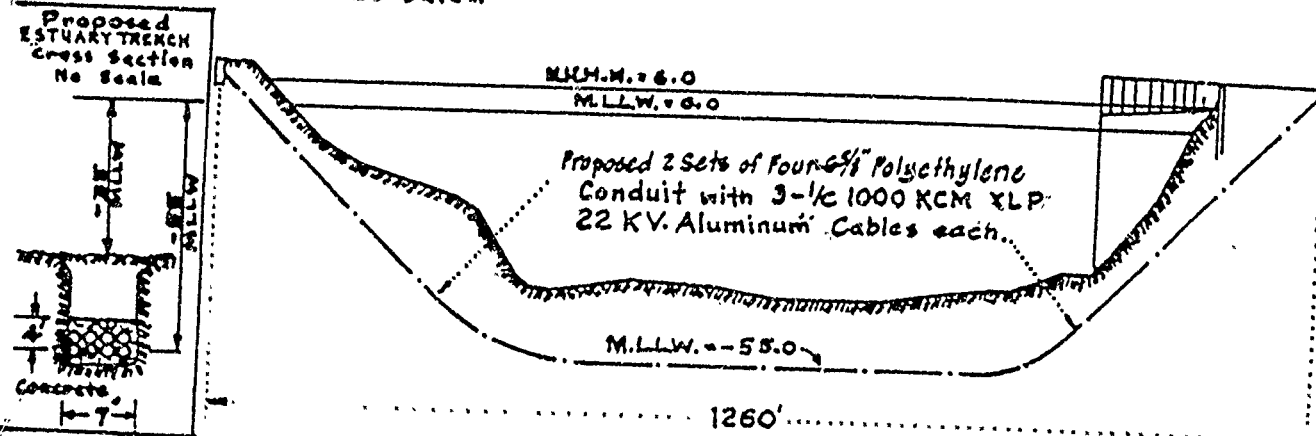 Proposed
ESTUARY TRENCH
Cross Section
No Scale
MLLW
MLLW
4'
Concrete
7'
M.H.H.W. = 6.0
M.L.L.W. = 0.0
Proposed 2 Sets of Four 6 5/8" Polyethylene
Conduit with 3-1/c 1000 KCM XLP
22 KV. Aluminum Cables each
M.L.L.W. = -55.0
1260'